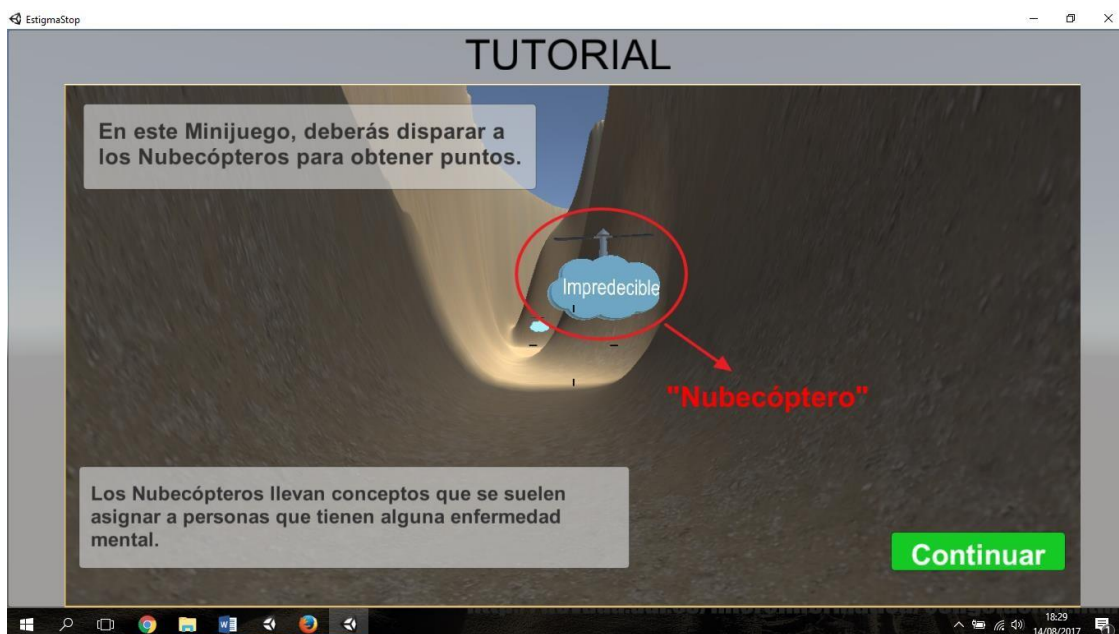 EstigmaStop
TUTORIAL
En este Minijuego, deberás disparar a
los Nubecópteros para obtener puntos.
Impredecible
"Nubecóptero"
Los Nubecópteros llevan conceptos que se suelen
asignar a personas que tienen alguna enfermedad
mental.
Continuar
18:29
14/08/2017